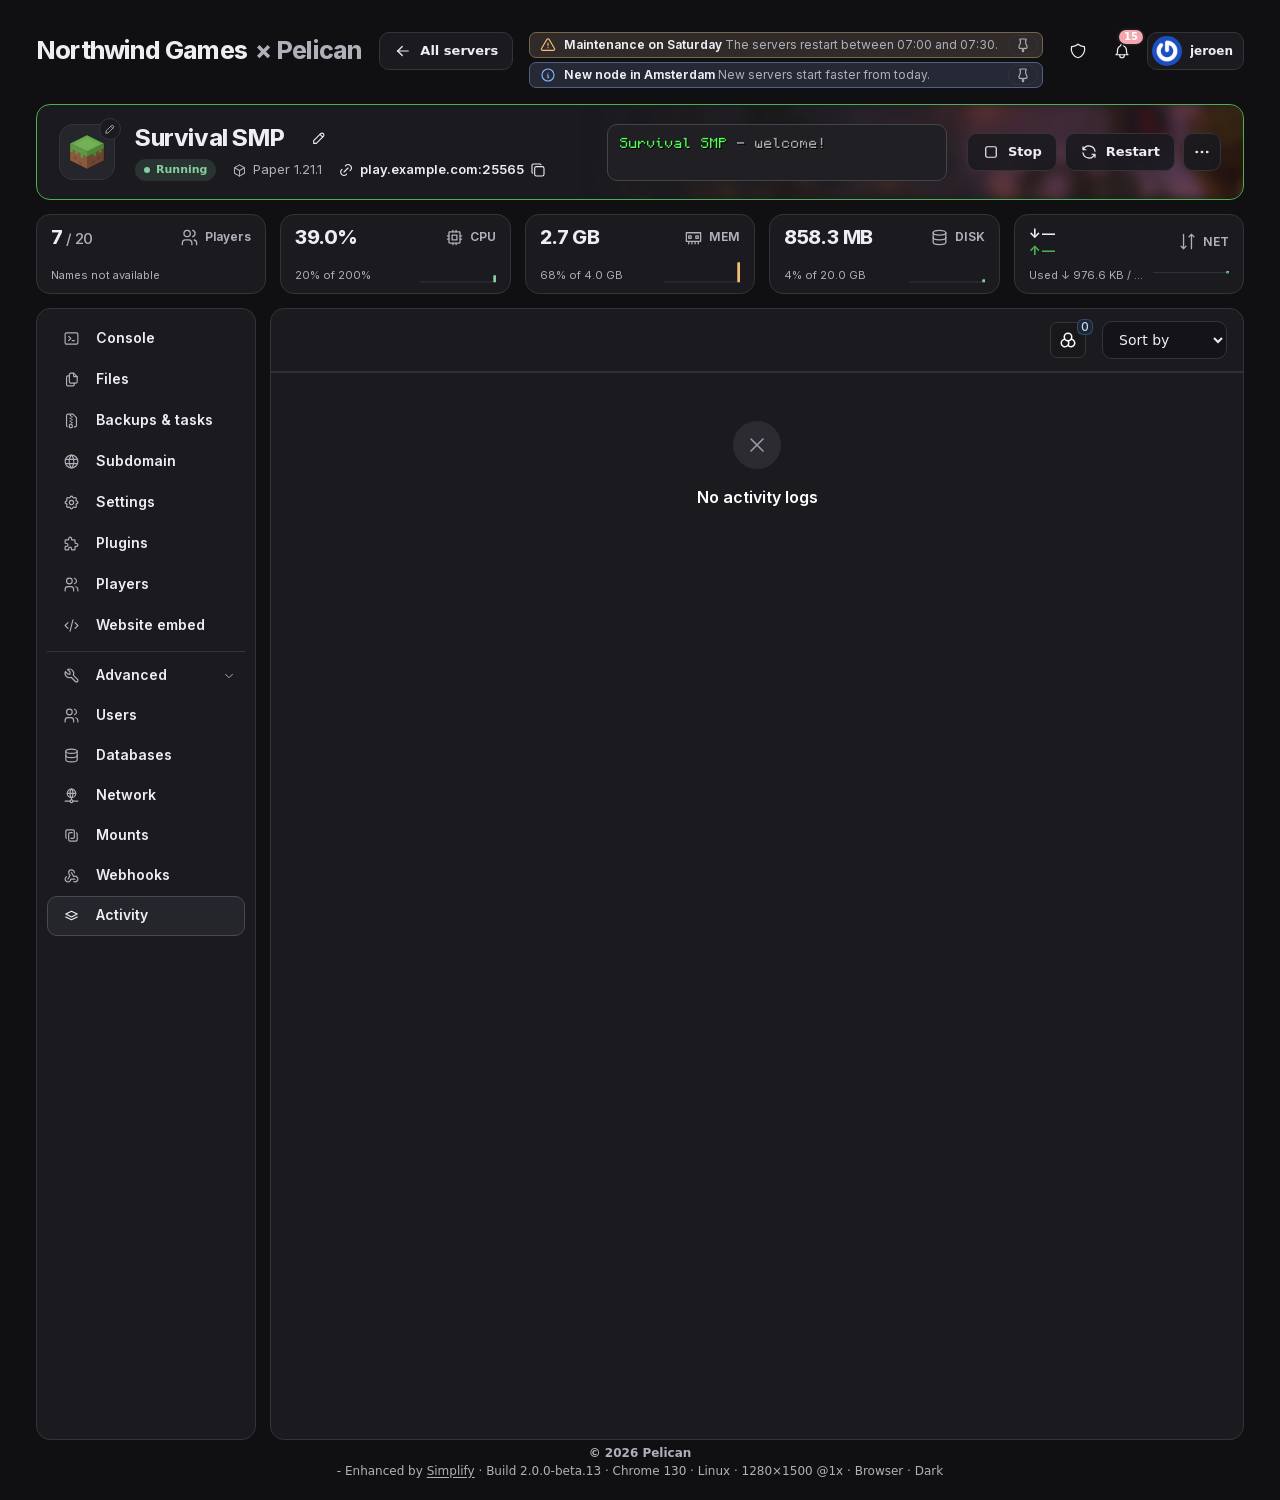 Northwind Games × Pelican
All servers
Maintenance on Saturday The servers restart between 07:00 and 07:30.
New node in Amsterdam New servers start faster from today.
15
jeroen
Survival SMP
Running
Paper 1.21.1
play.example.com:25565
Survival SMP - welcome!
Stop
Restart
7 / 20
Players
Names not available
39.0%
CPU
20% of 200%
2.7 GB
MEM
68% of 4.0 GB
858.3 MB
DISK
4% of 20.0 GB
↓—
↑—
NET
Used ↓ 976.6 KB / ...
Console
Files
Backups & tasks
Subdomain
Settings
Plugins
Players
Website embed
Advanced
Users
Databases
Network
Mounts
Webhooks
Activity
0
Sort by
No activity logs
© 2026 Pelican
- Enhanced by Simplify · Build 2.0.0-beta.13 · Chrome 130 · Linux · 1280×1500 @1x · Browser · Dark